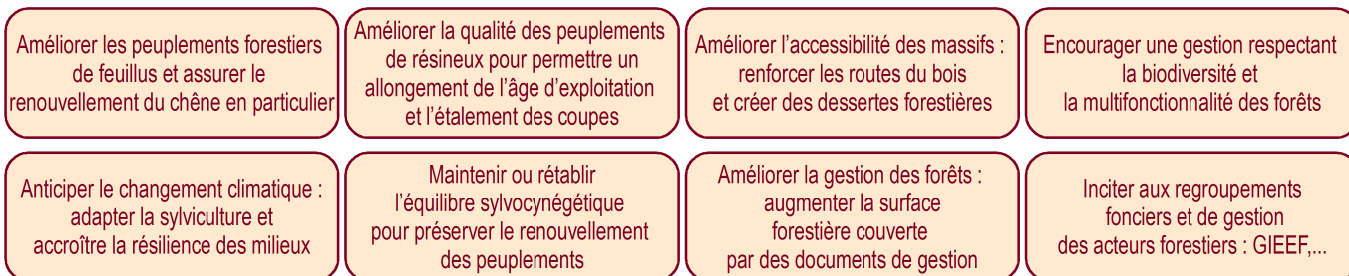 Améliorer les peuplements forestiers
de feuillus et assurer le
renouvellement du chêne en particulier
Améliorer la qualité des peuplements
de résineux pour permettre un
allongement de l'âge d'exploitation
et l'étalement des coupes
Améliorer l'accessibilité des massifs :
renforcer les routes du bois
et créer des dessertes forestières
Encourager une gestion respectant
la biodiversité et
la multifonctionnalité des forêts
Anticiper le changement climatique :
adapter la sylviculture et
accroître la résilience des milieux
Maintenir ou rétablir
l'équilibre sylvocynégétique
pour préserver le renouvellement
des peuplements
Améliorer la gestion des forêts :
augmenter la surface
forestière couverte
par des documents de gestion
Inciter aux regroupements
fonciers et de gestion
des acteurs forestiers : GIEEF,...